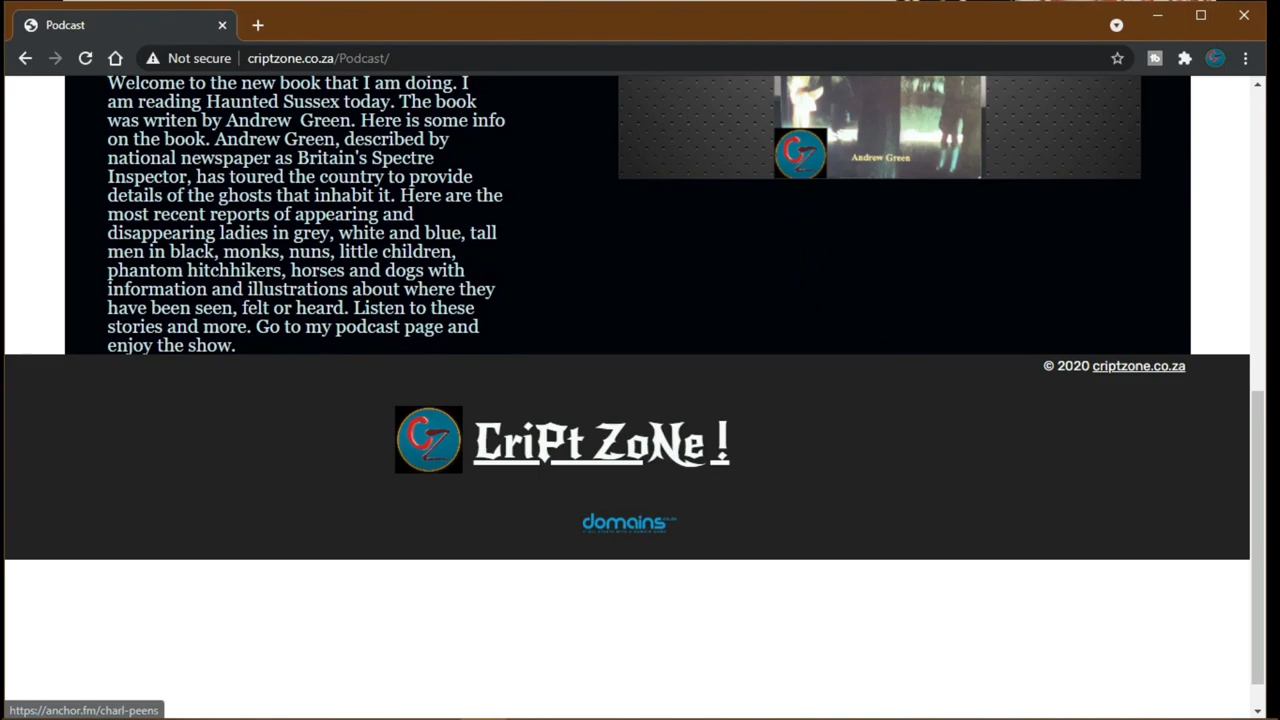 Podcast
Not secure
criptzone.co.za/Podcast/
Welcome to the new book that I am doing. I
am reading Haunted Sussex today. The book
was writen by Andrew Green. Here is some info
on the book. Andrew Green, described by
national newspaper as Britain's Spectre
Inspector, has toured the country to provide
details of the ghosts that inhabit it. Here are the
most recent reports of appearing and
disappearing ladies in grey, white and blue, tall
men in black, monks, nuns, little children,
phantom hitchhikers, horses and dogs with
information and illustrations about where they
have been seen, felt or heard. Listen to these
stories and more. Go to my podcast page and
enjoy the show.
CZ
Andrew Green
© 2020 criptzone.co.za
CZ
CriPt ZoNe !
domains
https://anchor.fm/charl-peens